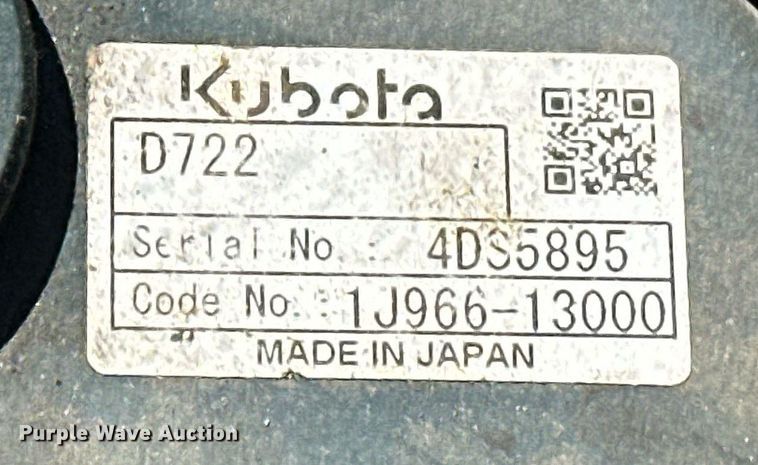 Kubota
D722
Serial No. : 4DS5895
Code No. : 1J966-13000
MADE IN JAPAN
Purple Wave Auction